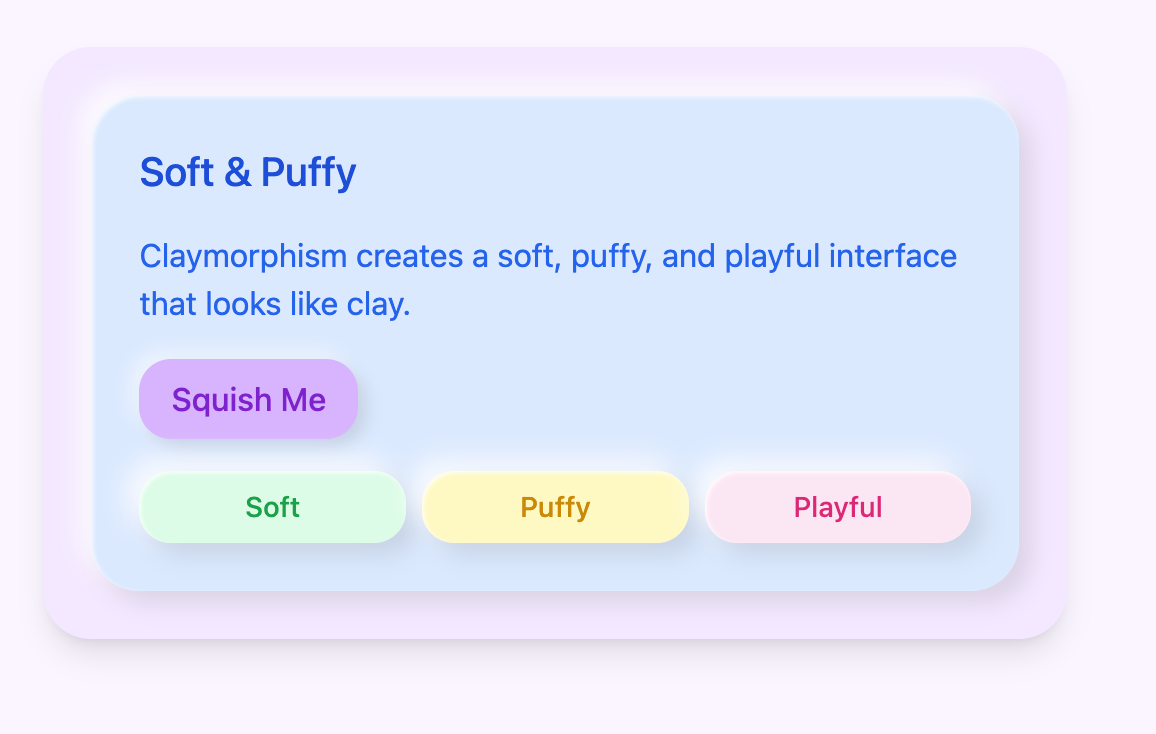 Soft & Puffy
Claymorphism creates a soft, puffy, and playful interface
that looks like clay.
Squish Me
Soft
Puffy
Playful